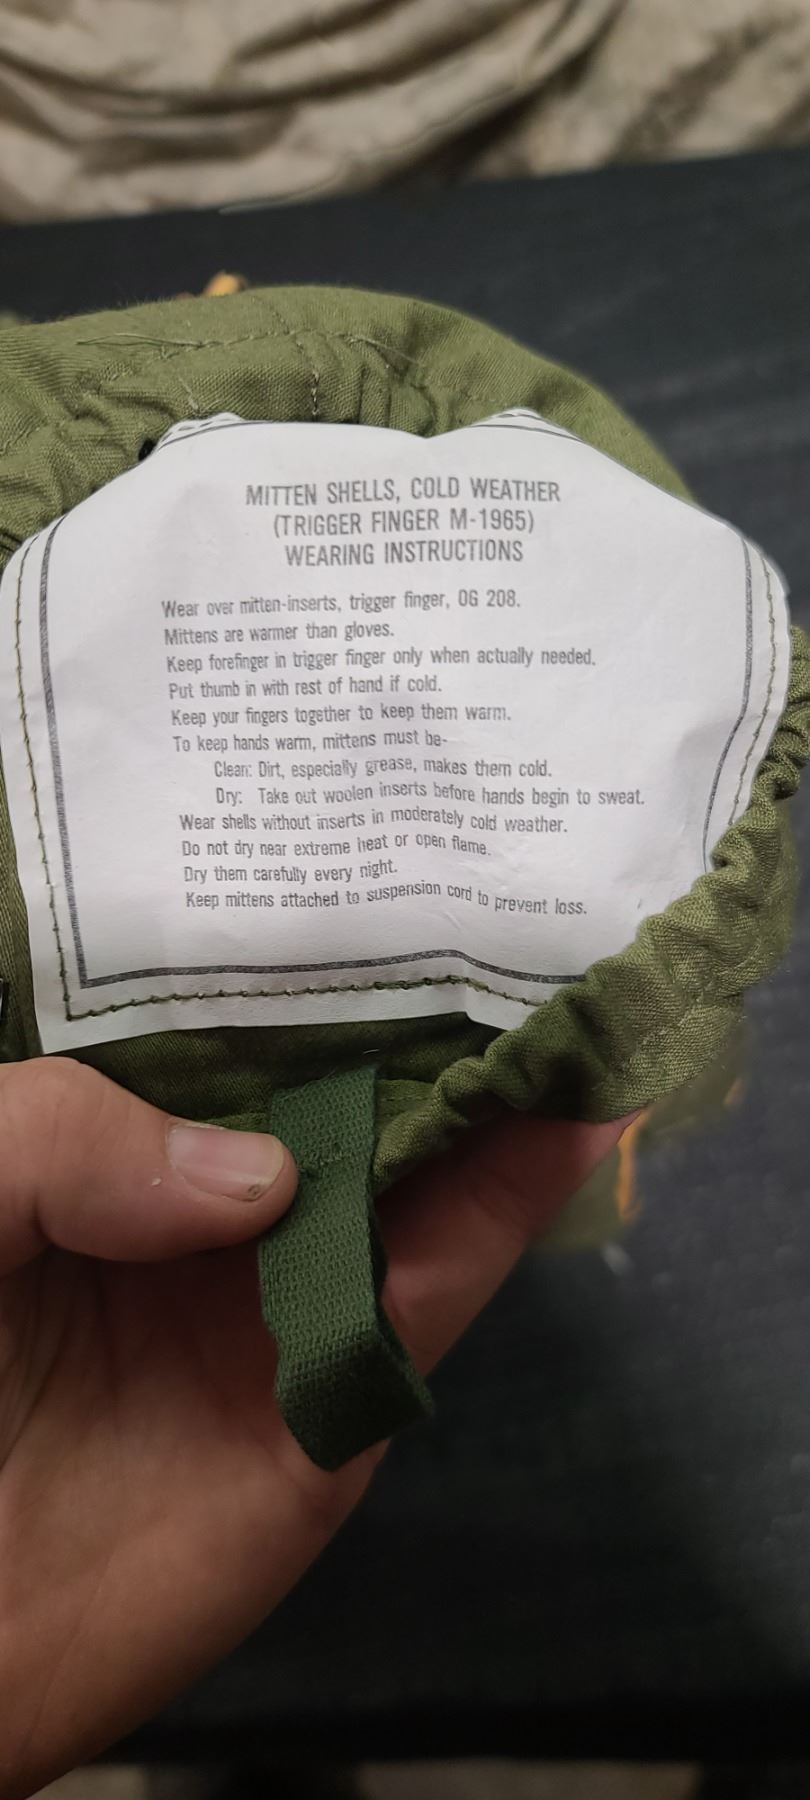 MITTEN SHELLS, COLD WEATHER
(TRIGGER FINGER M-1965)
WEARING INSTRUCTIONS
Wear over mitten-inserts, trigger finger, OG 208.
Mittens are warmer than gloves.
Keep forefinger in trigger finger only when actually needed.
Put thumb in with rest of hand if cold.
Keep your fingers together to keep them warm.
To keep hands warm, mittens must be-
Clean: Dirt, especially grease, makes them cold.
Dry: Take out woolen inserts before hands begin to sweat.
Wear shells without inserts in moderately cold weather.
Do not dry near extreme heat or open flame.
Dry them carefully every night.
Keep mittens attached to suspension cord to prevent loss.